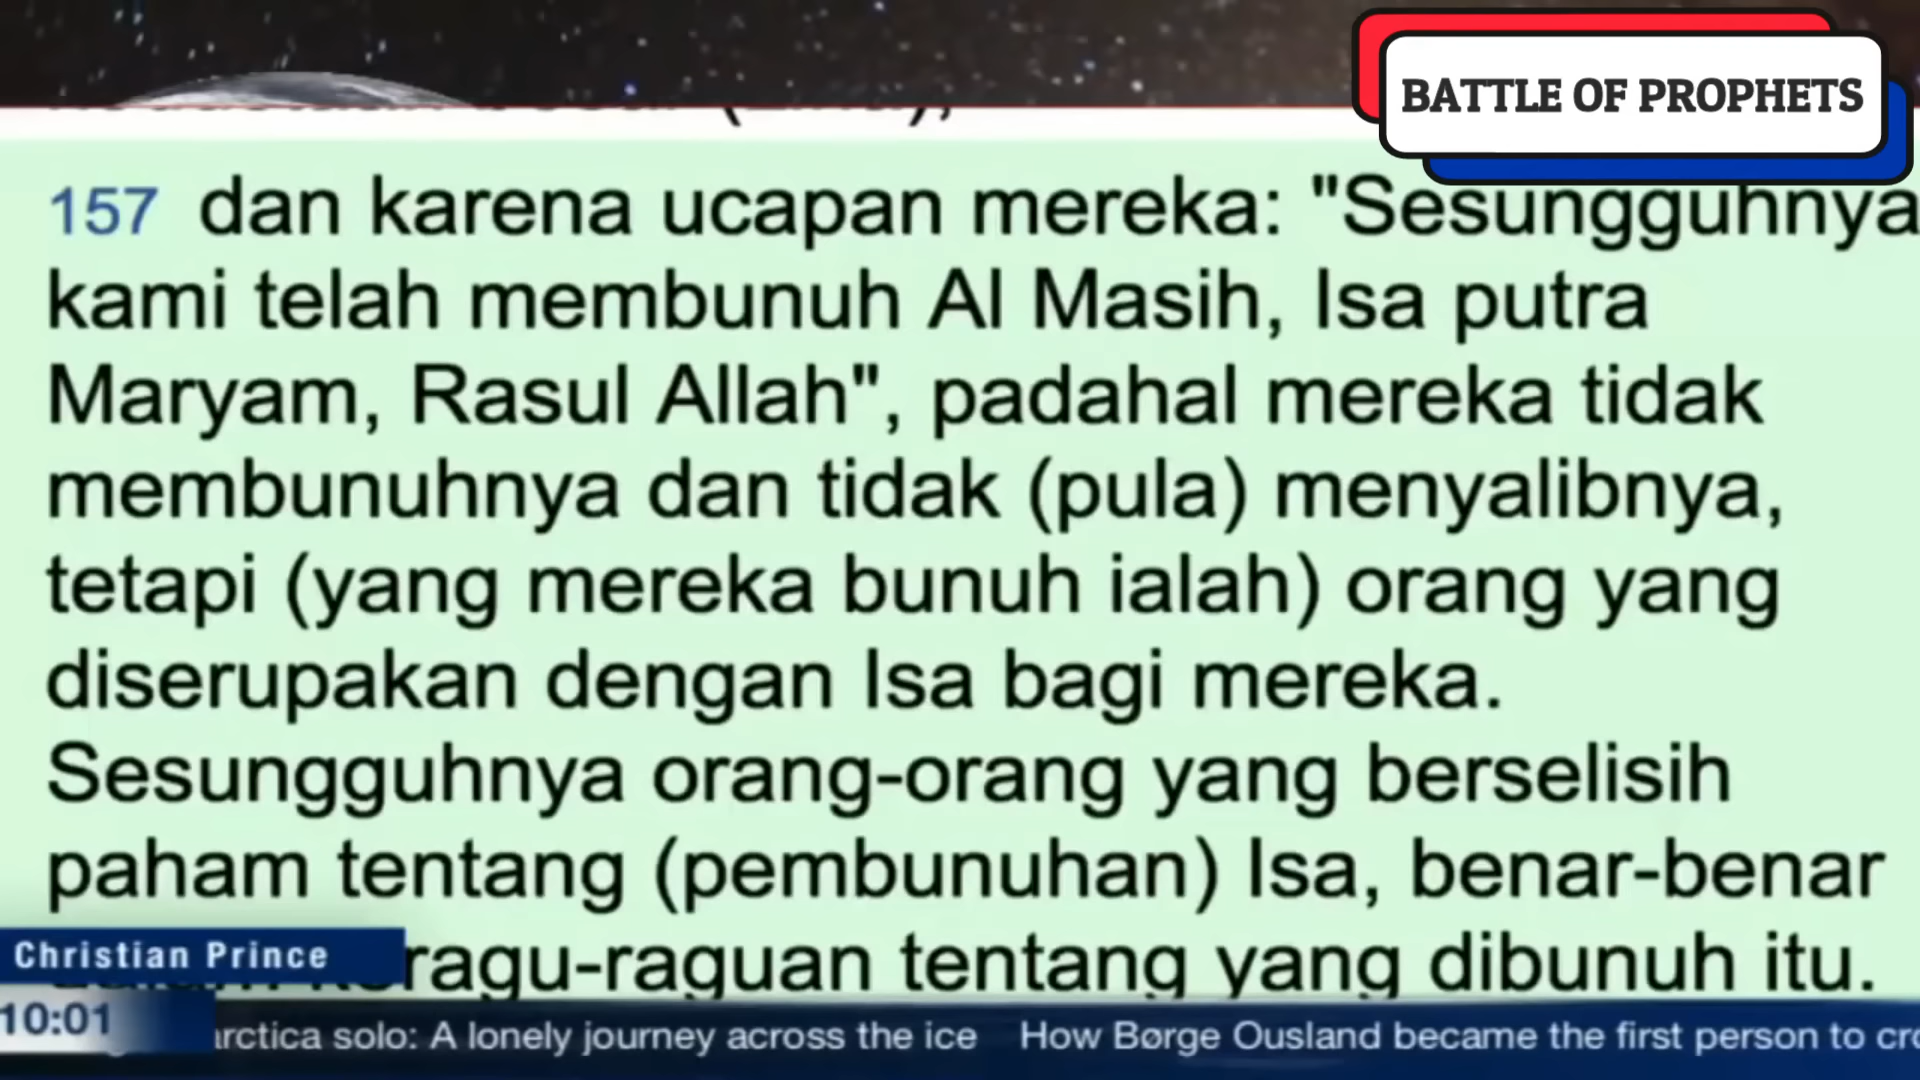 BATTLE OF PROPHETS
157 dan karena ucapan mereka: "Sesungguhnya
kami telah membunuh Al Masih, Isa putra
Maryam, Rasul Allah", padahal mereka tidak
membunuhnya dan tidak (pula) menyalibnya,
tetapi (yang mereka bunuh ialah) orang yang
diserupakan dengan Isa bagi mereka.
Sesungguhnya orang-orang yang berselisih
paham tentang (pembunuhan) Isa, benar-benar
ragu-raguan tentang yang dibunuh itu.
Christian Prince
10:01
arctica solo: A lonely journey across the ice How Børge Ousland became the first person to cro